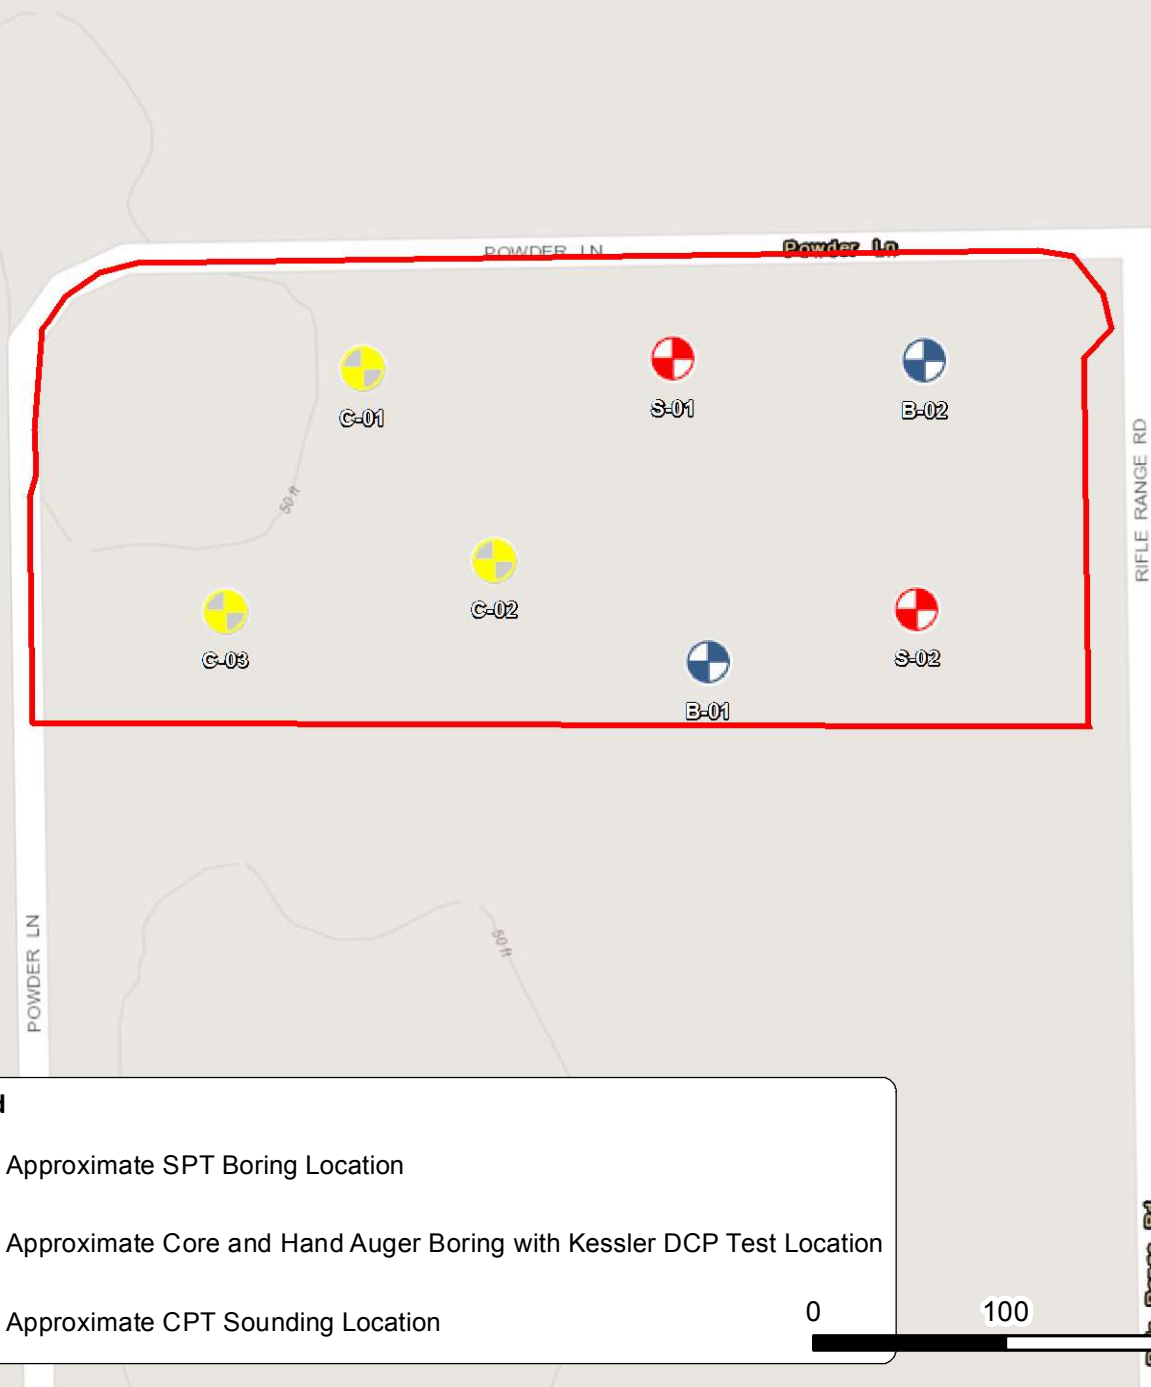 POWDER LN
Powder Ln
C-01
S-01
B-02
RIFLE RANGE RD
50 ft
C-02
C-03
S-02
B-01
POWDER LN
50 ft
Approximate SPT Boring Location
Approximate Core and Hand Auger Boring with Kessler DCP Test Location
Approximate CPT Sounding Location
0 100